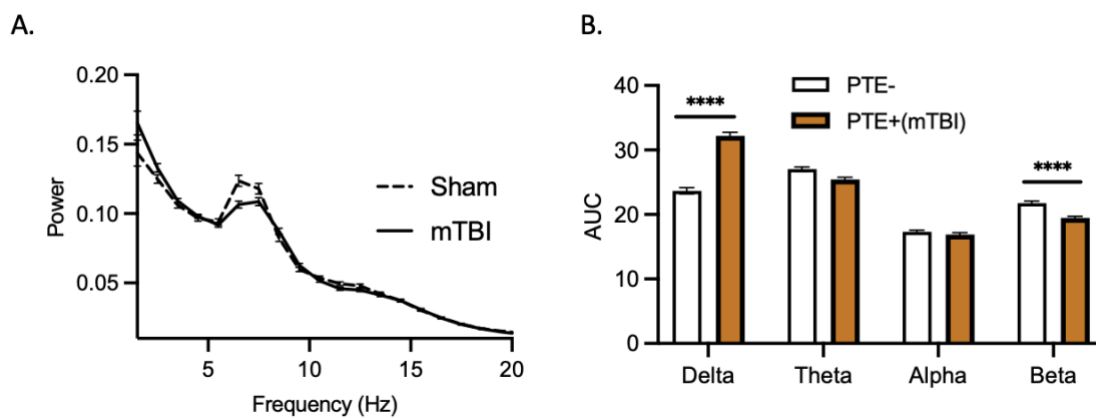 A.
0.20
0.15
0.10
0.05
Power
5 10 15 20
Frequency (Hz)
Sham
mTBI
B.
40
30
20
10
0
AUC
PTE-
PTE+(mTBI)
****
****
Delta Theta Alpha Beta